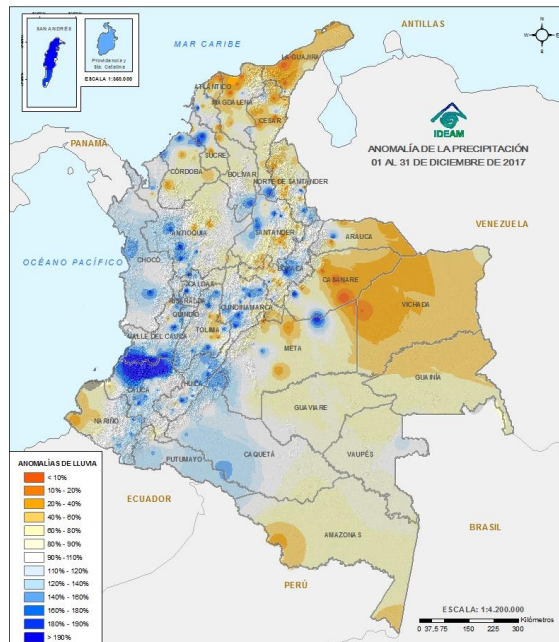 ANTILLAS
SAN ANDRÉS
Providencia y
Sta. Catalina
ESCALA 1:360.000
MAR CARIBE
N
W
E
S
LA GUAJIRA
ATLÁNTICO
MAGDALENA
CESAR
IDEAM
ANOMALÍA DE LA PRECIPITACIÓN
01 AL 31 DE DICIEMBRE DE 2017
PANAMÁ
SUCRE
CÓRDOBA
BOLÍVAR
NORTE DE SANTANDER
VENEZUELA
ANTIOQUIA
SANTANDER
ARAUCA
OCÉANO PACÍFICO
CHOCÓ
BOYACÁ
CASANARE
CALDAS
VICHADA
RISARALDA
CUNDINAMARCA
QUINDÍO
TOLIMA
VALLE DEL CAUCA
META
GUAINÍA
CAUCA
HUILA
GUAVIARE
NARIÑO
CAQUETÁ
VAUPÉS
PUTUMAYO
ECUADOR
AMAZONAS
BRASIL
PERÚ
ANOMALÍAS DE LLUVIA
< 10%
10% - 20%
20% - 40%
40% - 60%
60% - 80%
80% - 90%
90% - 110%
110% - 120%
120% - 140%
140% - 160%
160% - 180%
180% - 190%
> 190%
ESCALA: 1:4.200.000
Kilómetros
0 37,5 75 150 225 300